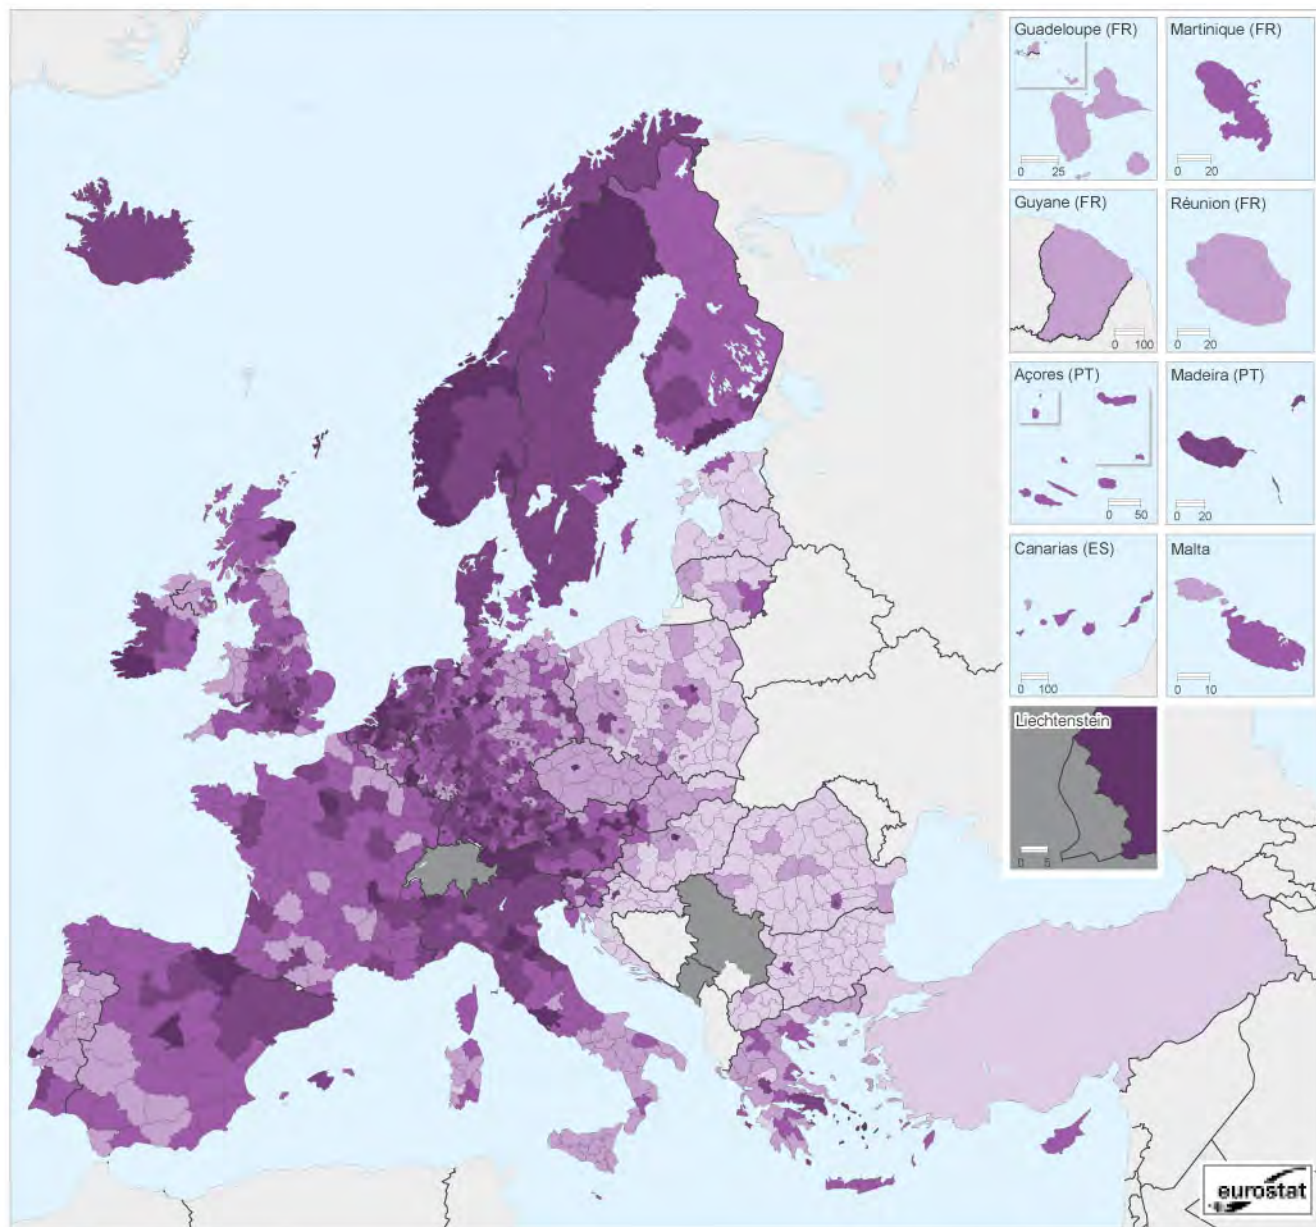 Guadeloupe (FR)
0 25
Martinique (FR)
0 20
Guyane (FR)
0 100
Réunion (FR)
0 20
Açores (PT)
0 50
Madeira (PT)
0 20
Canarias (ES)
0 100
Malta
0 10
Liechtenstein
0 5
eurostat